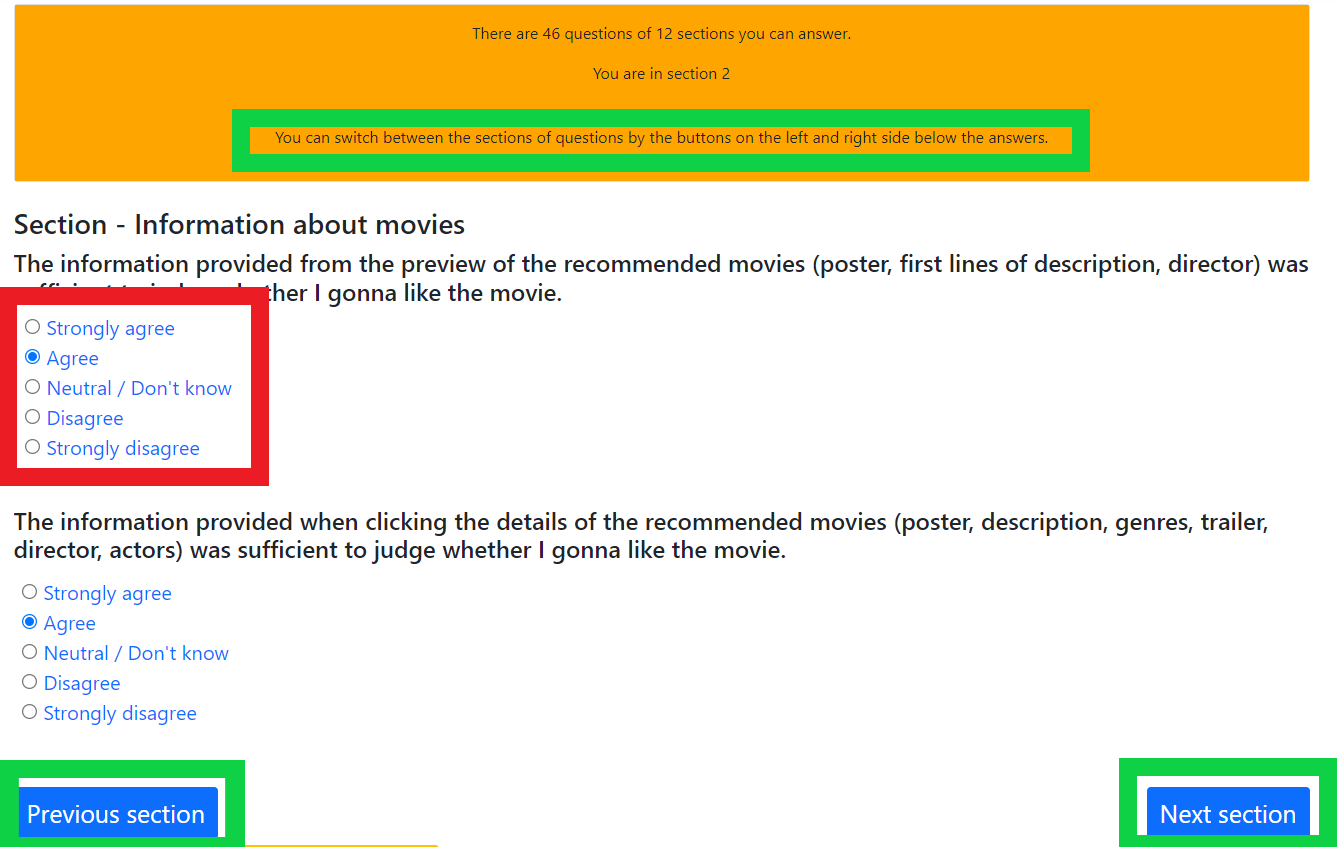 There are 46 questions of 12 sections you can answer.
You are in section 2
You can switch between the sections of questions by the buttons on the left and right side below the answers.
Section - Information about movies
The information provided from the preview of the recommended movies (poster, first lines of description, director) was
I gonna like the movie.
Strongly agree
Agree
Neutral / Don't know
Disagree
Strongly disagree
The information provided when clicking the details of the recommended movies (poster, description, genres, trailer,
director, actors) was sufficient to judge whether I gonna like the movie.
Strongly agree
Agree
Neutral / Don't know
Disagree
Strongly disagree
Previous section
Next section